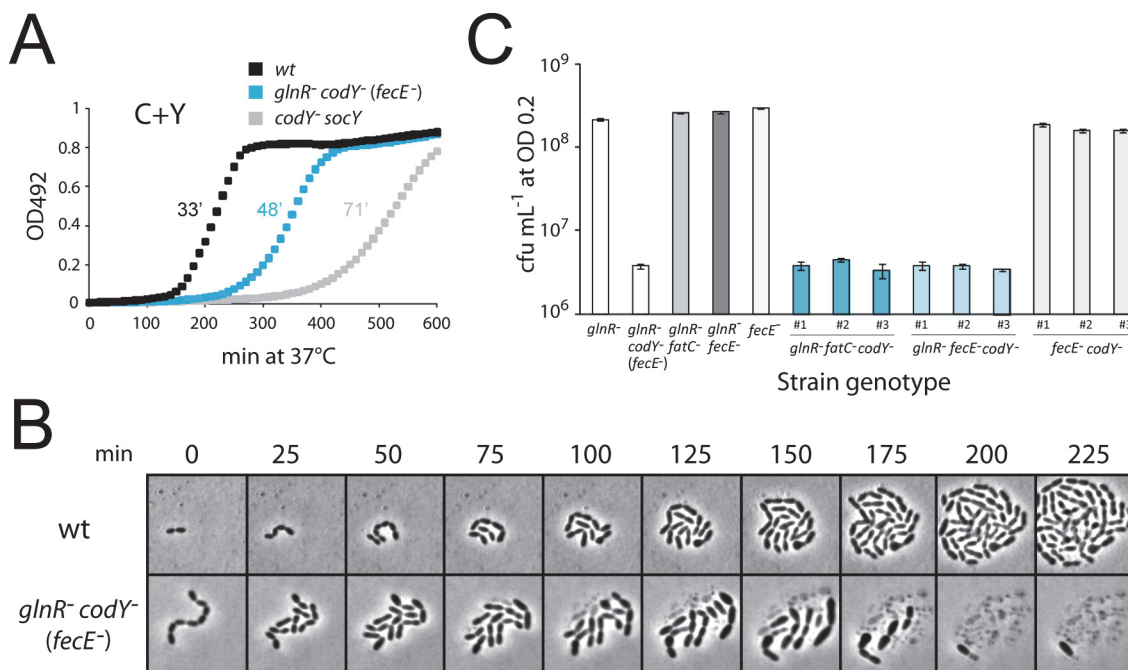 A
wt
glnR- codY- (fecE-)
codY- socY
C+Y
OD492
1
0.8
0.6
0.4
0.2
0
33'
48'
71'
0
+100
200
300
400
500
600
min at 37°C
C
cfu mL-1 at OD 0.2
10⁹
10⁸
10⁷
10⁶
glnR-
glnR-
codY-
(fecE-)
glnR-
fatC-
glnR-
fecE-
fecE-
#1 #2 #3
glnR- fatC- codY-
#1 #2 #3
glnR- fecE- codY-
#1 #2 #3
fecE- codY-
Strain genotype
B
min 0 25 50 75 100 125 150 175 200 225
wt
glnR- codY-
(fecE-)